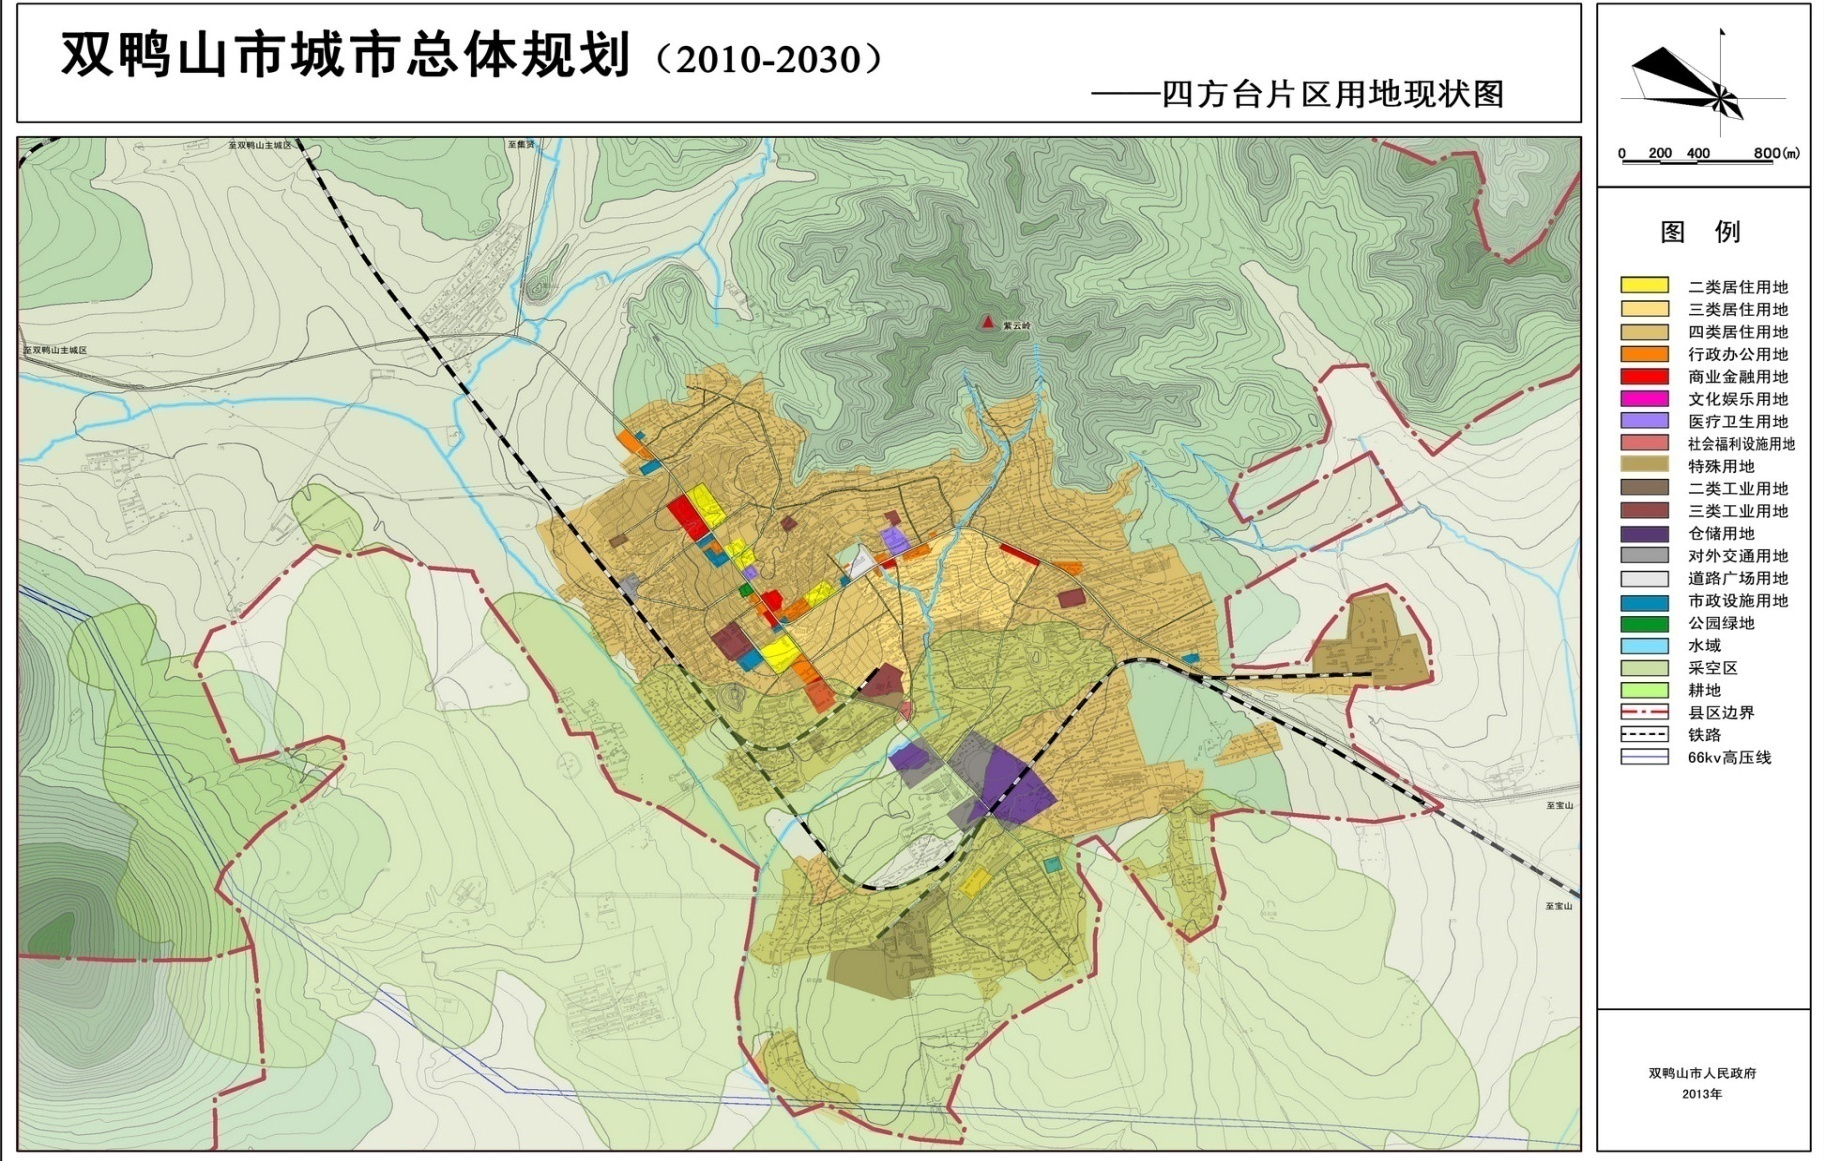 双鸭山市城市总体规划（2010-2030）
——四方台片区用地现状图
0 200 400 800(m)
至双鸭山主城区
至集贤
紫云岭
至双鸭山主城区
至宝山
至宝山
图 例
二类居住用地
三类居住用地
四类居住用地
行政办公用地
商业金融用地
文化娱乐用地
医疗卫生用地
社会福利设施用地
特殊用地
二类工业用地
三类工业用地
仓储用地
对外交通用地
道路广场用地
市政设施用地
公园绿地
水域
采空区
耕地
县区边界
铁路
66kv高压线
双鸭山市人民政府
2013年